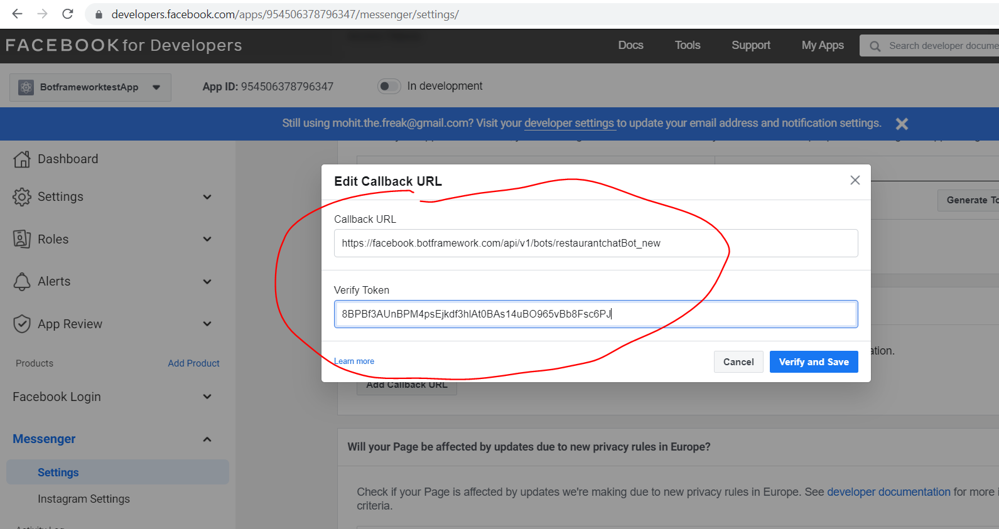 developers.facebook.com/apps/954506378796347/messenger/settings/
FACEBOOK for Developers
Docs
Tools
Support
My Apps
Search developer docume
BotframeworktestApp
App ID: 954506378796347
In development
Still using mohit.the.freak@gmail.com? Visit your developer settings to update your email address and notification settings.
Dashboard
Settings
Roles
Alerts
App Review
Products
Add Product
Facebook Login
Messenger
Settings
Instagram Settings
Activity Log
Edit Callback URL
Callback URL
https://facebook.botframework.com/api/v1/bots/restaurantchatBot_new
Verify Token
8BPBf3AUnBPM4psEjkdf3hlAt0BAs14uBO965vBb8Fsc6PJ
Learn more
Cancel
Verify and Save
Generate To
ation.
Add Callback URL
Will your Page be affected by updates due to new privacy rules in Europe?
Check if your Page is affected by updates we're making due to new privacy rules in Europe. See developer documentation for more i
criteria.